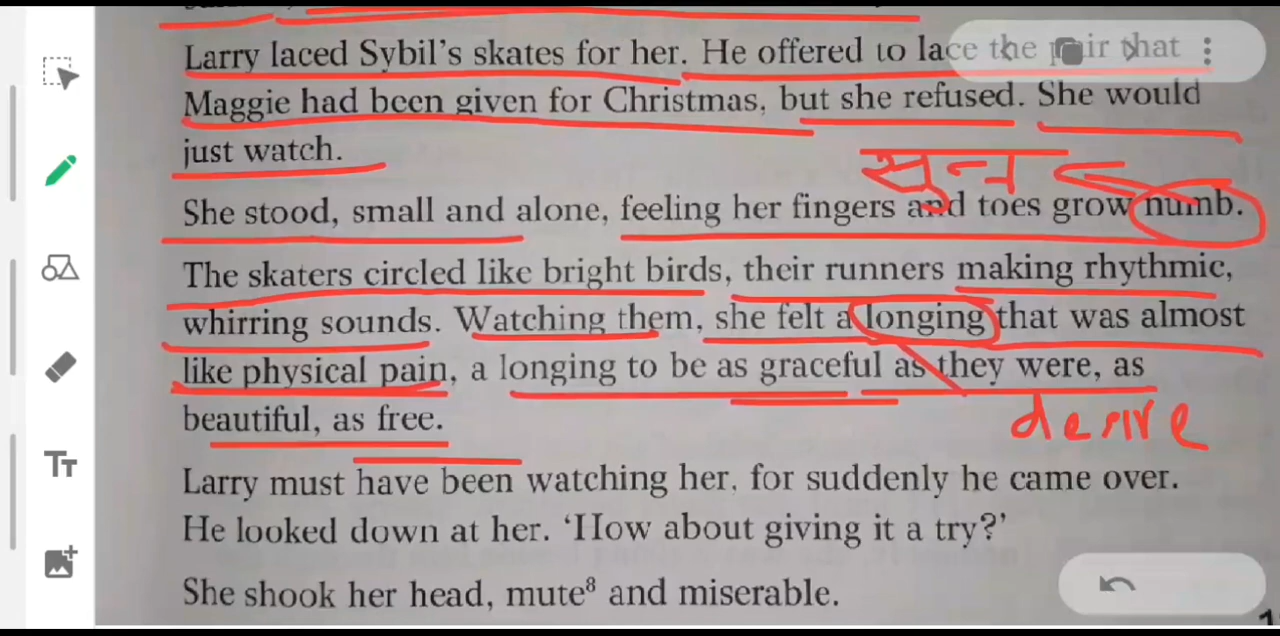 Larry laced Sybil's skates for her. He offered to lace the pair that
Maggie had been given for Christmas, but she refused. She would
just watch.
सुन्न
She stood, small and alone, feeling her fingers and toes grow numb.
The skaters circled like bright birds, their runners making rhythmic,
whirring sounds. Watching them, she felt a longing that was almost
like physical pain, a longing to be as graceful as they were, as
beautiful, as free.
desire
Larry must have been watching her, for suddenly he came over.
He looked down at her. ‘How about giving it a try?’
She shook her head, mute⁸ and miserable.
TT